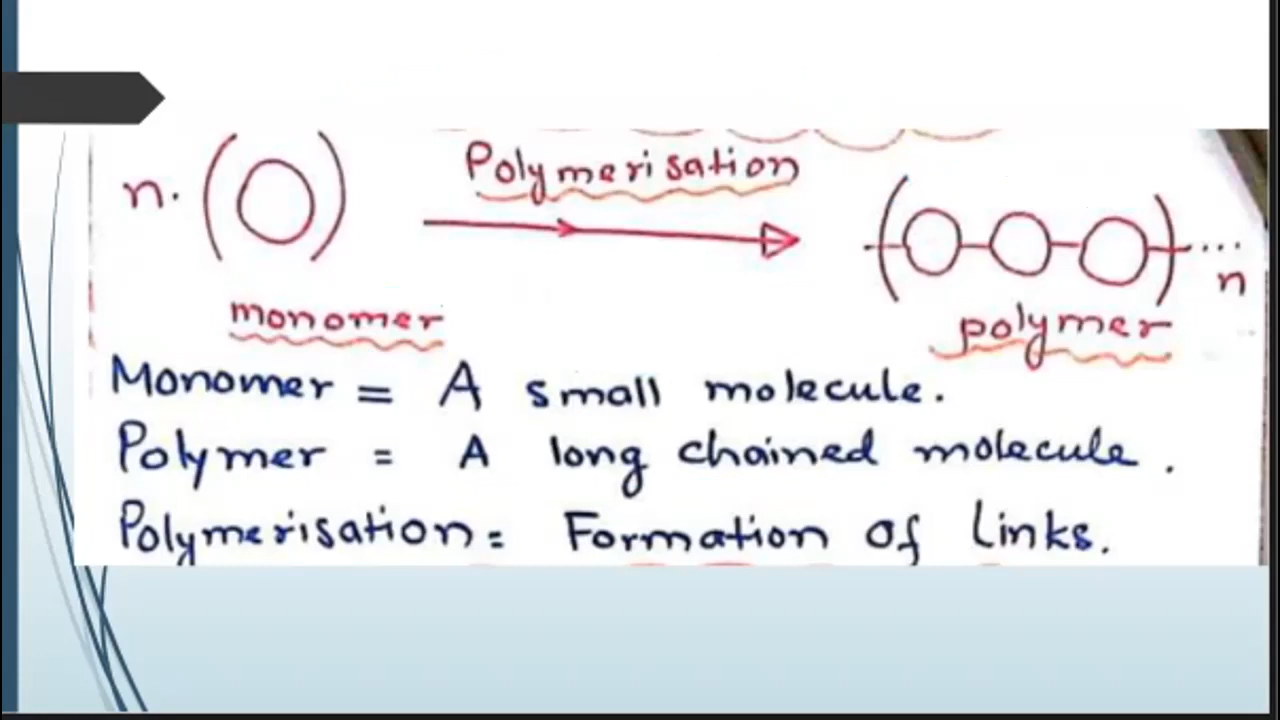 Polymerisation
n.
n
monomer
polymer
Monomer = A small molecule.
Polymer = A long chained molecule.
Polymerisation = Formation of links.